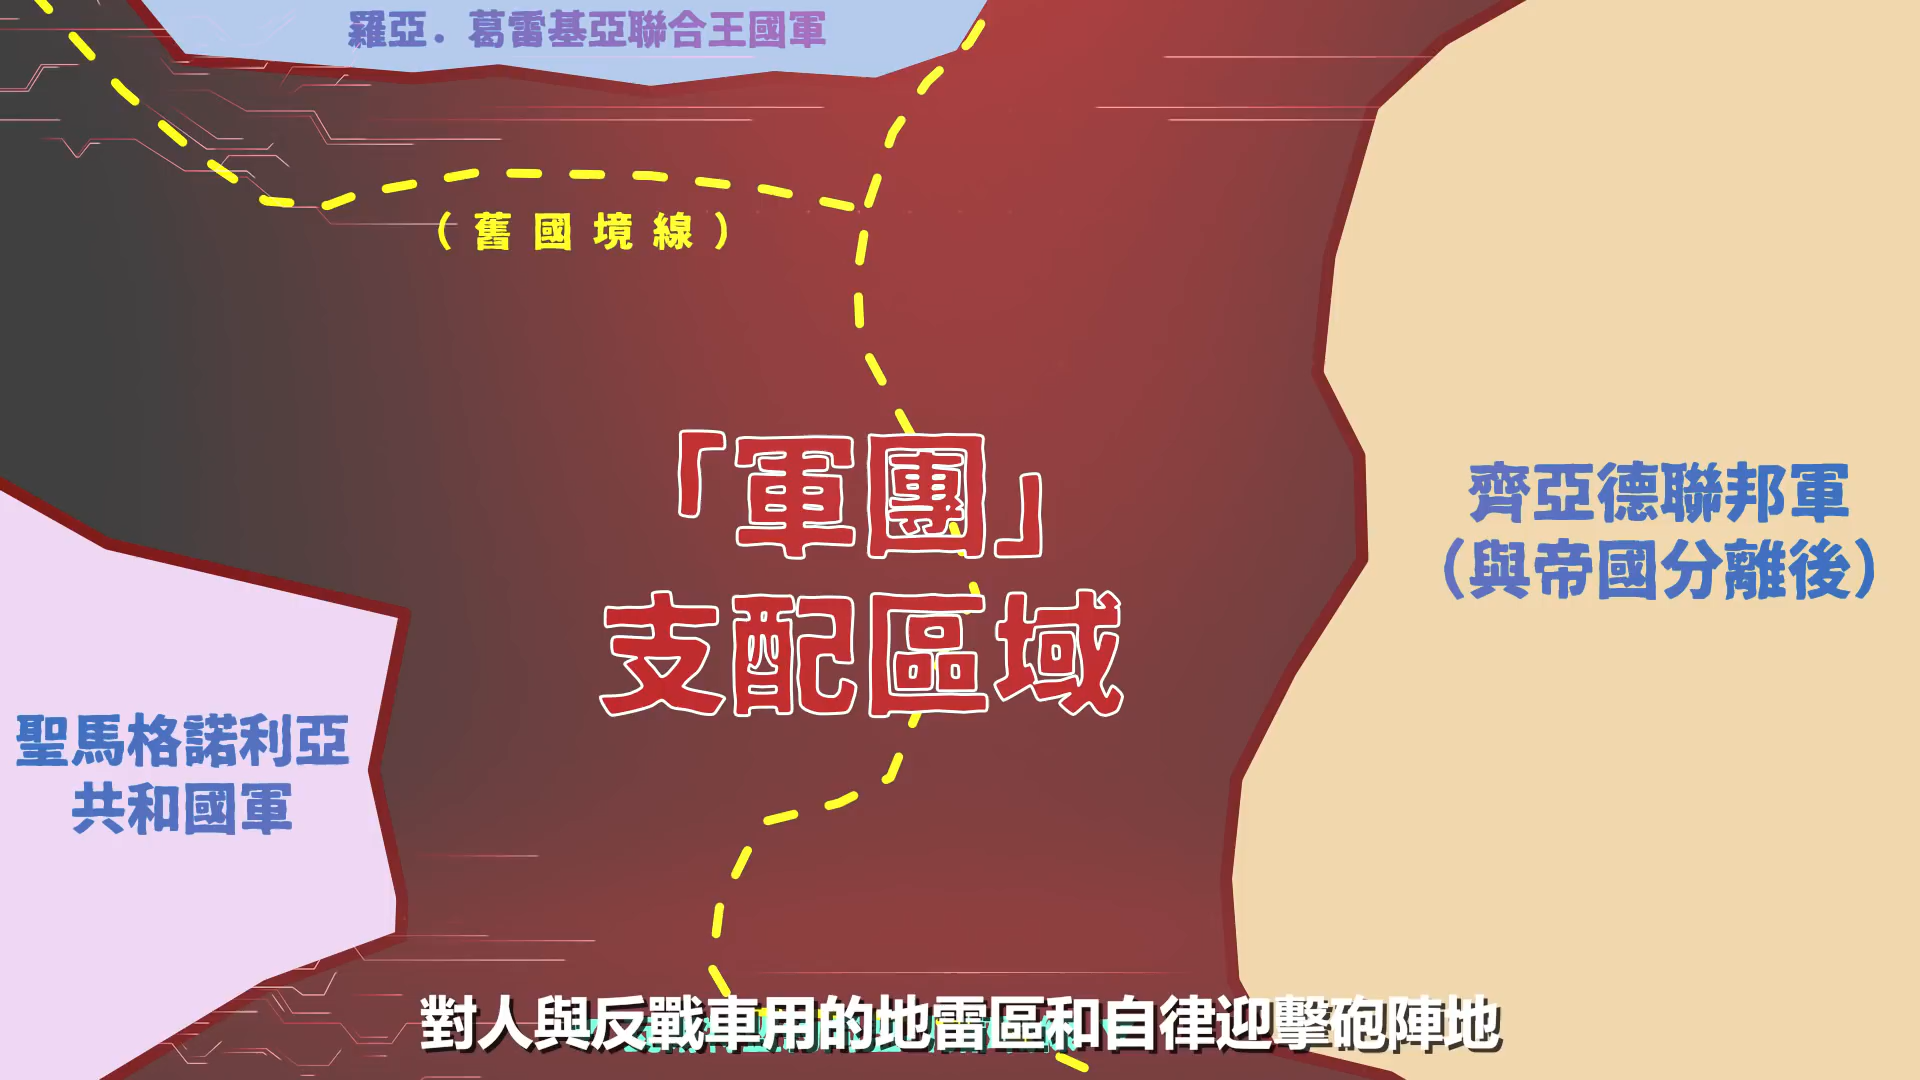 羅亞．葛雷基亞聯合王國軍
（舊國境線）
「軍團」
支配區域
齊亞德聯邦軍
（與帝國分離後）
聖馬格諾利亞
共和國軍
對人與反戰車用的地雷區和自律迎擊砲陣地